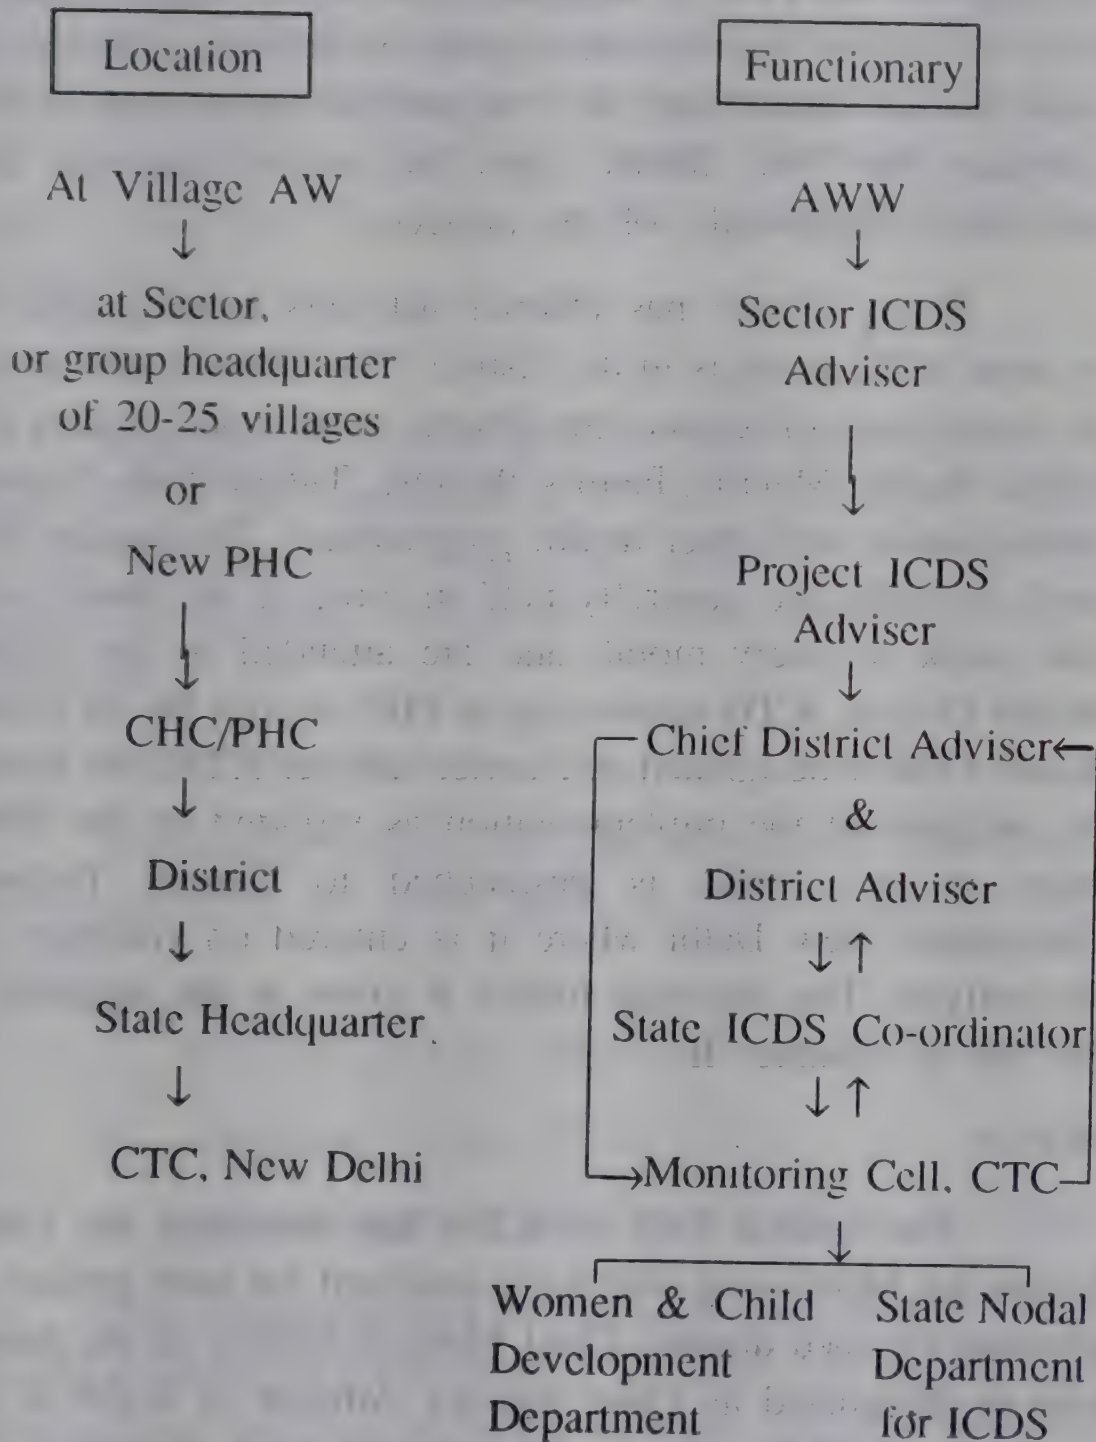 Location
At Village AW
↓
at Sector,
or group headquarter
of 20-25 villages
or
New PHC
↓
CHC/PHC
↓
District
↓
State Headquarter
↓
CTC, New Delhi
Functionary
AWW
↓
Sector ICDS
Adviser
↓
Project ICDS
Adviser
↓
Chief District Adviser←
&
District Adviser
↓↑
State ICDS Co-ordinator
↓↑
→Monitoring Cell, CTC
↓
Women & Child
Development
Department
State Nodal
Department
for ICDS